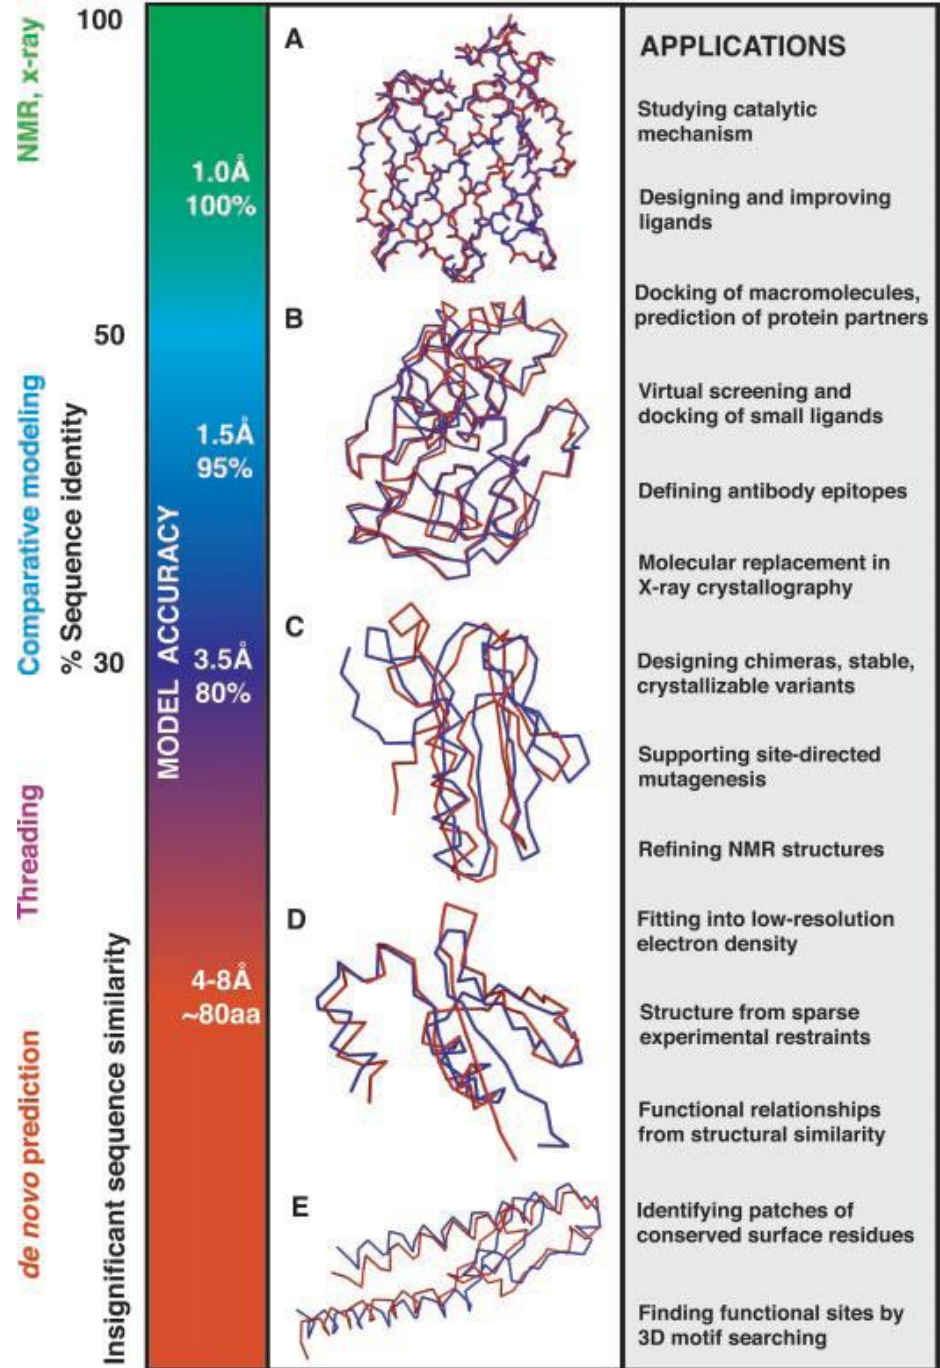 NMR, x-ray
Comparative modeling
Threading
de novo prediction
% Sequence identity
Insignificant sequence similarity
100
50
30
MODEL ACCURACY
1.0Å
100%
1.5Å
95%
3.5Å
80%
4-8Å
~80aa
A
B
C
D
E
APPLICATIONS
Studying catalytic
mechanism
Designing and improving
ligands
Docking of macromolecules,
prediction of protein partners
Virtual screening and
docking of small ligands
Defining antibody epitopes
Molecular replacement in
X-ray crystallography
Designing chimeras, stable,
crystallizable variants
Supporting site-directed
mutagenesis
Refining NMR structures
Fitting into low-resolution
electron density
Structure from sparse
experimental restraints
Functional relationships
from structural similarity
Identifying patches of
conserved surface residues
Finding functional sites by
3D motif searching